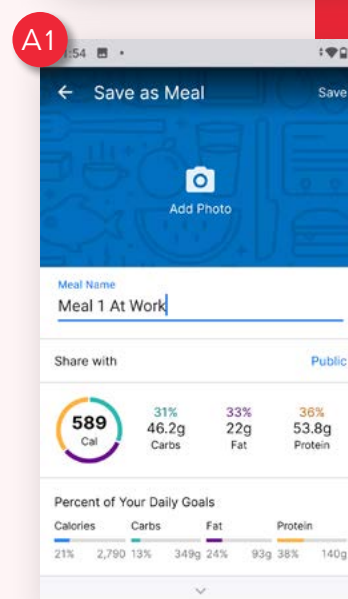 A1
:54
Save as Meal
Save
Add Photo
Meal Name
Meal 1 At Work
Share with
Public
589
Cal
31%
46.2g
Carbs
33%
22g
Fat
36%
53.8g
Protein
Percent of Your Daily Goals
Calories Carbs Fat Protein
21% 2,790 13% 349g 24% 93g 38% 140g